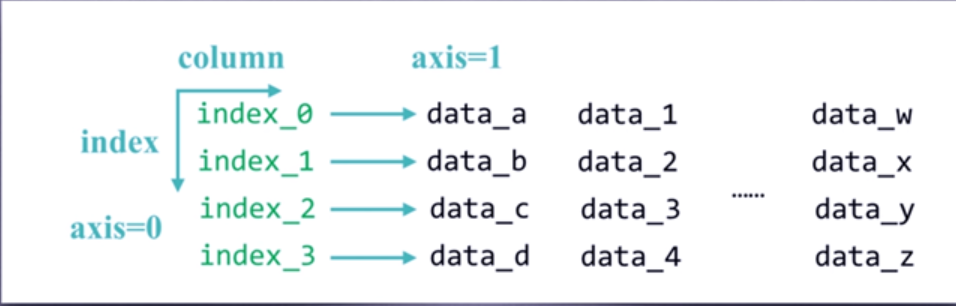 column axis=1
index_0 data_a data_1 data_w
index
index_1 data_b data_2 data_x
......
index_2 data_c data_3 data_y
axis=0
index_3 data_d data_4 data_z